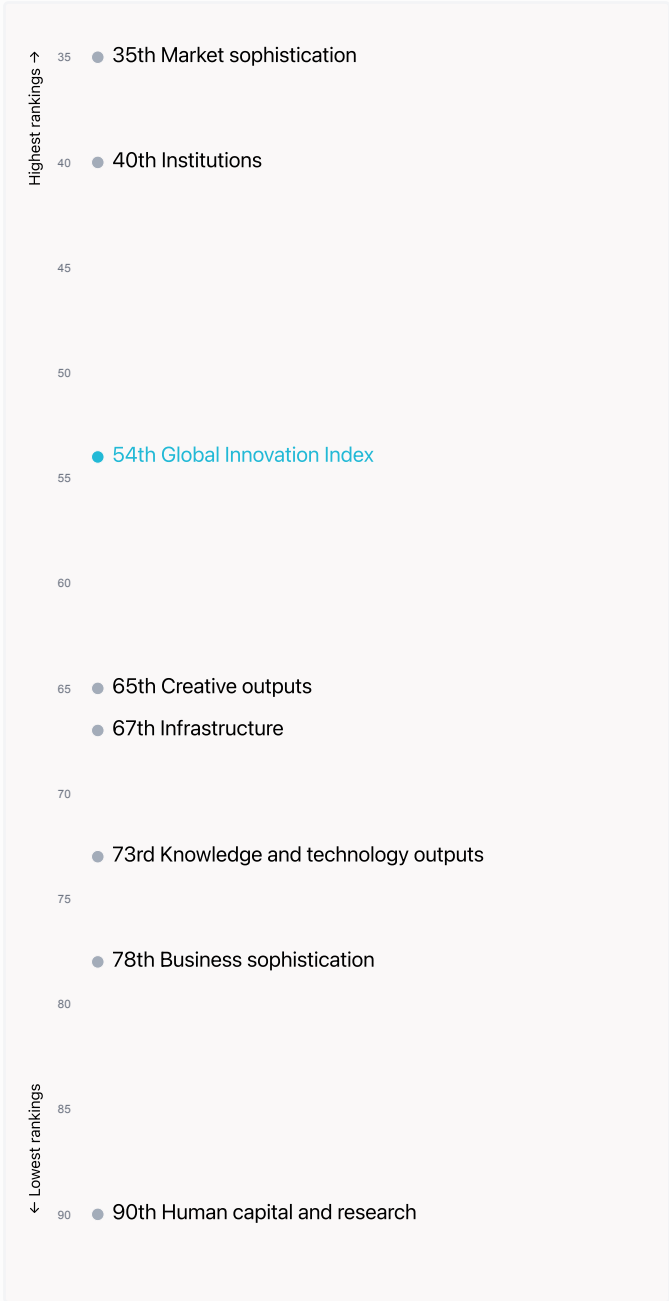 Highest rankings →
35
35th Market sophistication
40
40th Institutions
45
50
54th Global Innovation Index
55
60
65
65th Creative outputs
67th Infrastructure
70
73rd Knowledge and technology outputs
75
78th Business sophistication
80
85
← Lowest rankings
90
90th Human capital and research